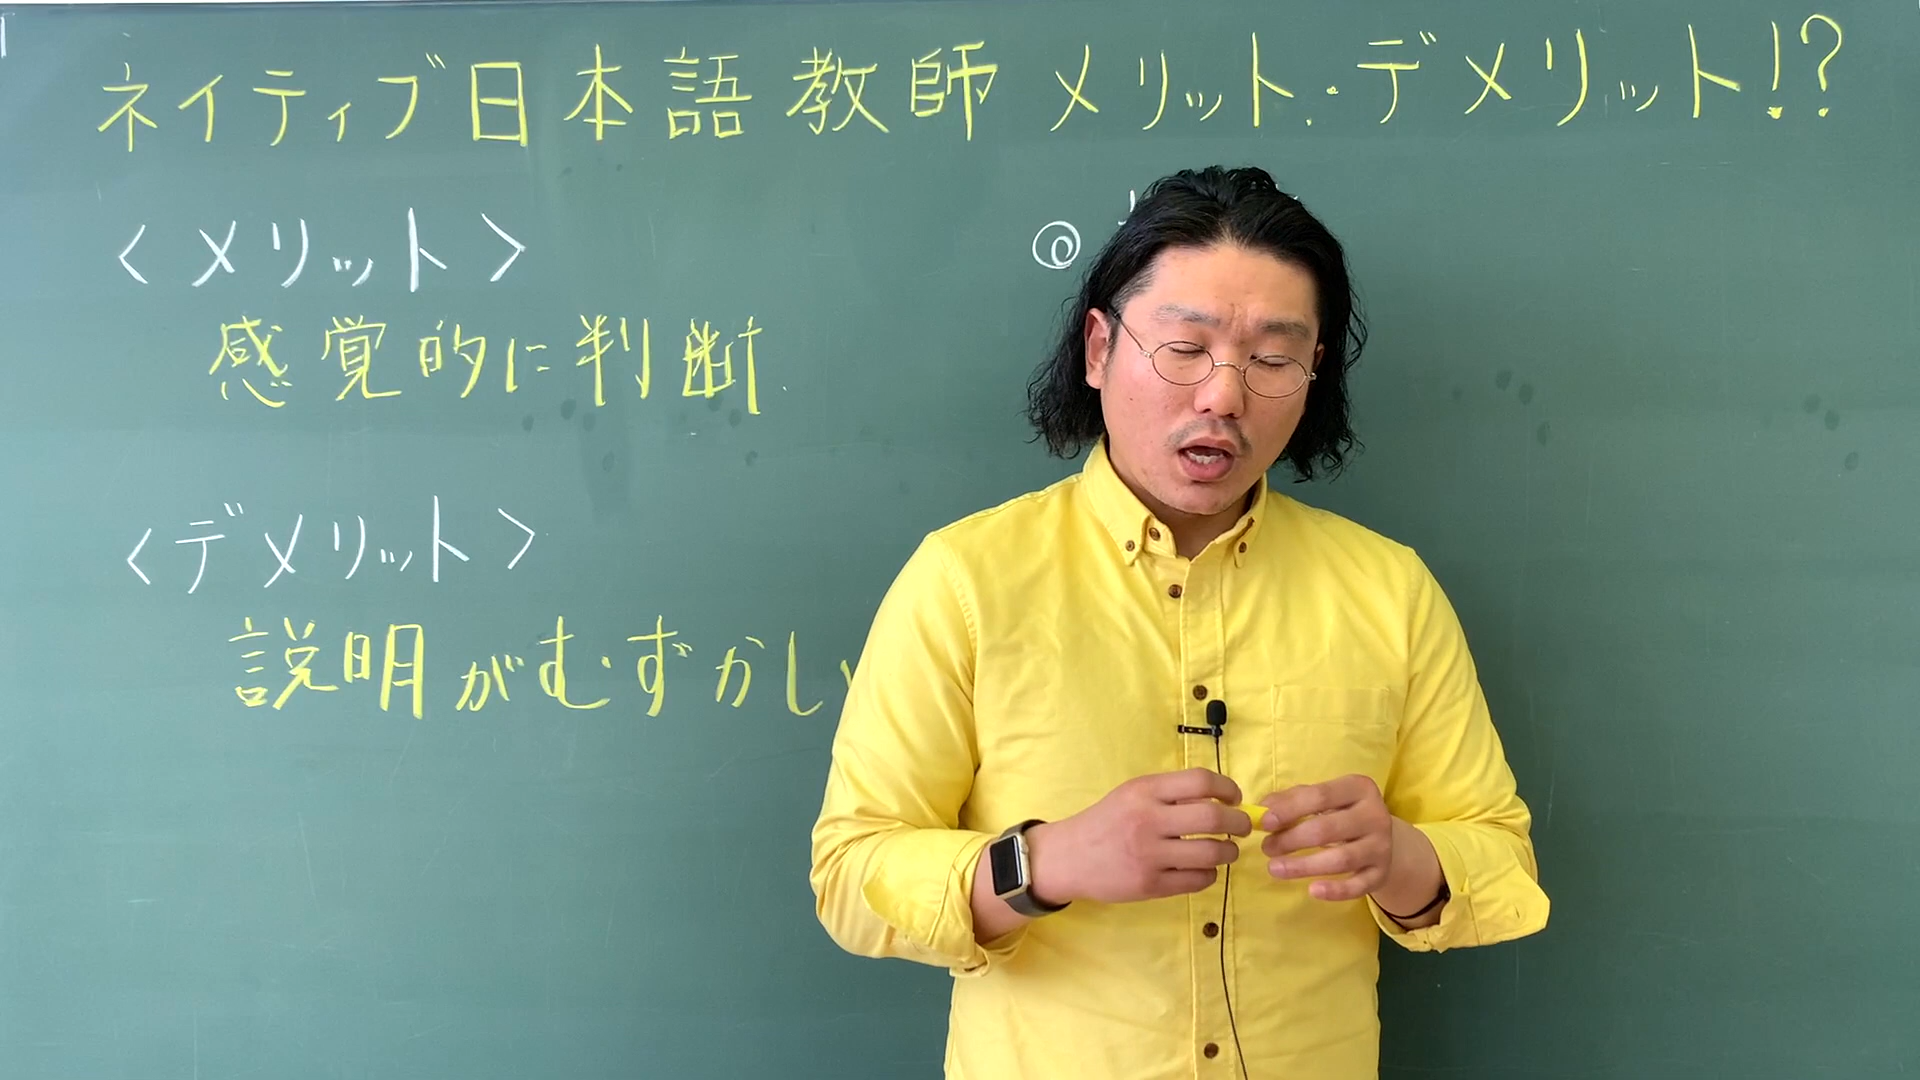 ネイティブ日本語教師 メリット・デメリット!?
<メリット>
感覚的に判断
<デメリット>
説明がむずかし